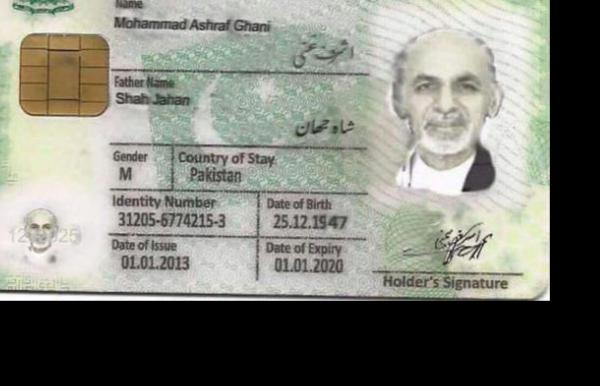 Name
Mohammad Ashraf Ghani
اشرف غنی
Father Name
Shah Jahan
شاہ جہان
Gender
M
Country of Stay
Pakistan
Identity Number
31205-6774215-3
Date of Birth
25.12.1947
Date of Issue
01.01.2013
Date of Expiry
01.01.2020
Holder's Signature